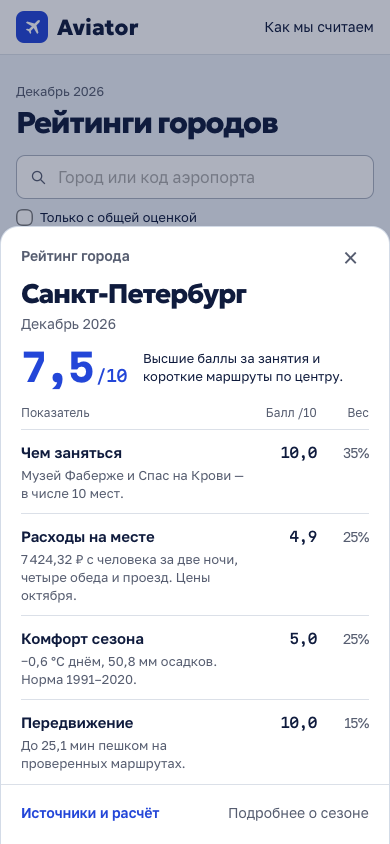 Aviator
Как мы считаем
Декабрь 2026
Рейтинги городов
Город или код аэропорта
Только с общей оценкой
Рейтинг города
Санкт-Петербург
Декабрь 2026
7,5/10
Высшие баллы за занятия и
короткие маршруты по центру.
Показатель Балл /10 Вес
Чем заняться 10,0 35%
Музей Фаберже и Спас на Крови —
в числе 10 мест.
Расходы на месте 4,9 25%
7 424,32 ₽ с человека за две ночи,
четыре обеда и проезд. Цены
октября.
Комфорт сезона 5,0 25%
−0,6 °C днём, 50,8 мм осадков.
Норма 1991–2020.
Передвижение 10,0 15%
До 25,1 мин пешком на
проверенных маршрутах.
Источники и расчёт
Подробнее о сезоне